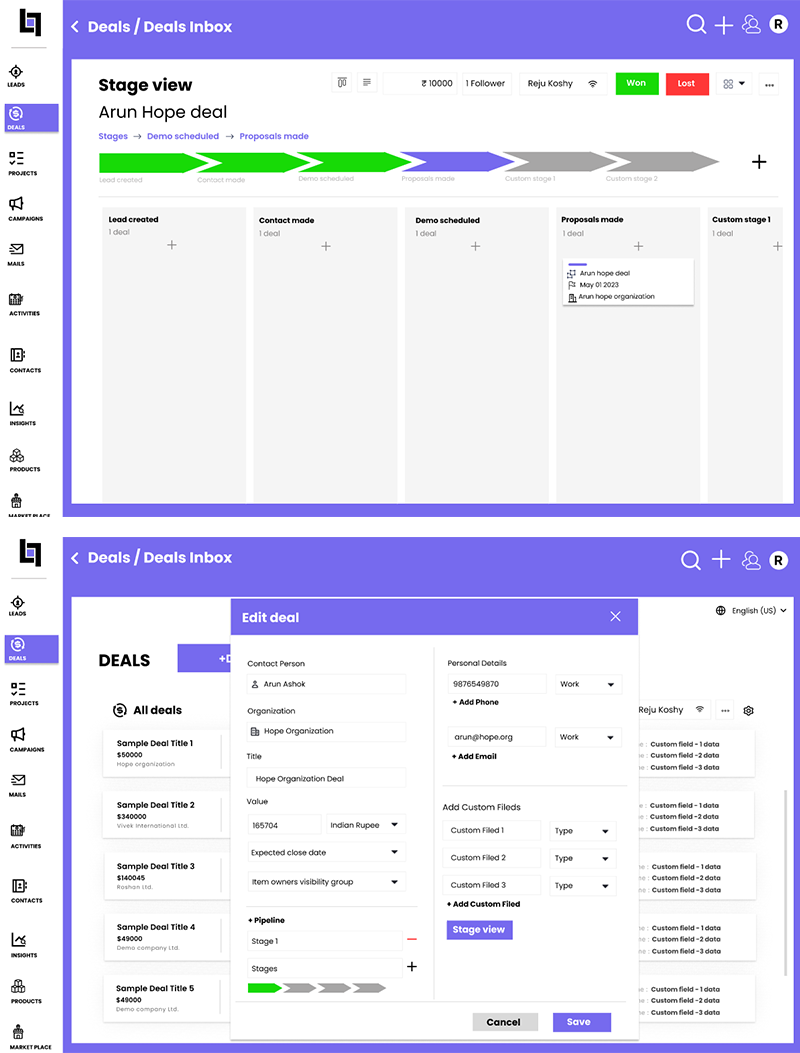 Deals / Deals Inbox
R
LEADS
DEALS
PROJECTS
CAMPAIGNS
MAILS
ACTIVITIES
CONTACTS
INSIGHTS
PRODUCTS
MARKET PLACE
Stage view
₹ 10000
1 Follower
Reju Koshy
Won
Lost
...
Arun Hope deal
Stages → Demo scheduled → Proposals made
Lead created
Contact made
Demo scheduled
Proposals made
Custom stage 1
Custom stage 2
Lead created
1 deal
Contact made
1 deal
Demo scheduled
1 deal
Proposals made
1 deal
Arun hope deal
May 01 2023
Arun hope organization
Custom stage 1
1 deal
Deals / Deals Inbox
R
LEADS
DEALS
PROJECTS
CAMPAIGNS
MAILS
ACTIVITIES
CONTACTS
INSIGHTS
PRODUCTS
MARKET PLACE
English (US)
DEALS
+D
All deals
Reju Koshy
...
Sample Deal Title 1
$50000
Hope organization
Sample Deal Title 2
$340000
Vivek International Ltd.
Sample Deal Title 3
$140045
Roshan Ltd.
Sample Deal Title 4
$49000
Demo company Ltd.
Sample Deal Title 5
$49000
Demo company Ltd.
Edit deal
Contact Person
Arun Ashok
Organization
Hope Organization
Title
Hope Organization Deal
Value
165704
Indian Rupee
Expected close date
Item owners visibility group
+ Pipeline
Stage 1
Stages
Personal Details
9876549870
Work
+ Add Phone
arun@hope.org
Work
+ Add Email
Add Custom Fileds
Custom Filed 1
Type
Custom Filed 2
Type
Custom Filed 3
Type
+ Add Custom Filed
Stage view
Cancel
Save
e : Custom field - 1 data
e : Custom field -2 data
e : Custom field -3 data
e : Custom field - 1 data
e : Custom field -2 data
e : Custom field -3 data
e : Custom field - 1 data
e : Custom field -2 data
e : Custom field -3 data
e : Custom field - 1 data
e : Custom field -2 data
e : Custom field -3 data
e : Custom field - 1 data
e : Custom field -2 data
e : Custom field -3 data